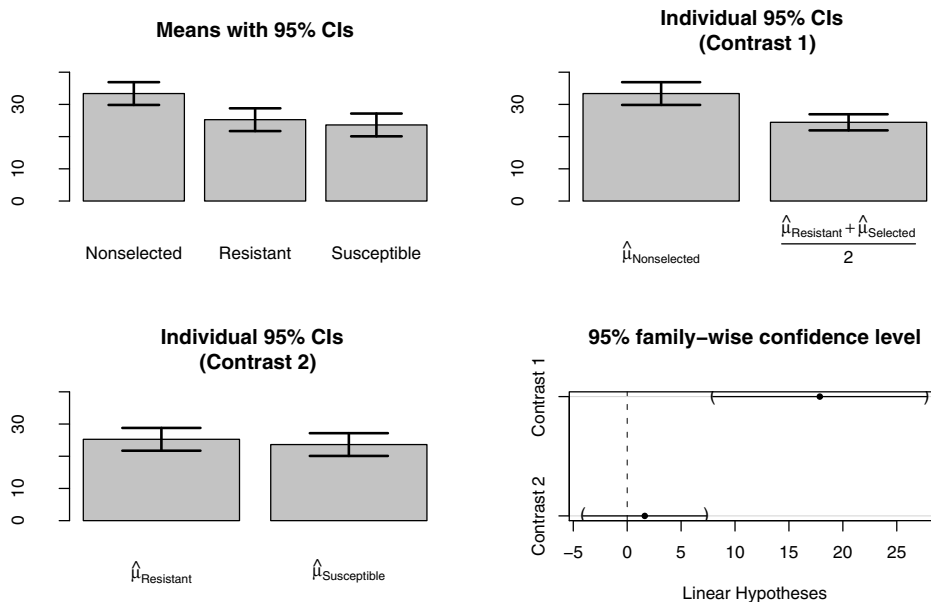 Means with 95% CIs
0
10
30
Nonselected Resistant Susceptible
Individual 95% CIs
(Contrast 1)
0
10
30
μ̂Nonselected
μ̂Resistant + μ̂Selected
2
Individual 95% CIs
(Contrast 2)
0
10
30
μ̂Resistant μ̂Susceptible
95% family−wise confidence level
Contrast 1
Contrast 2
−5 0 5 10 15 20 25
Linear Hypotheses